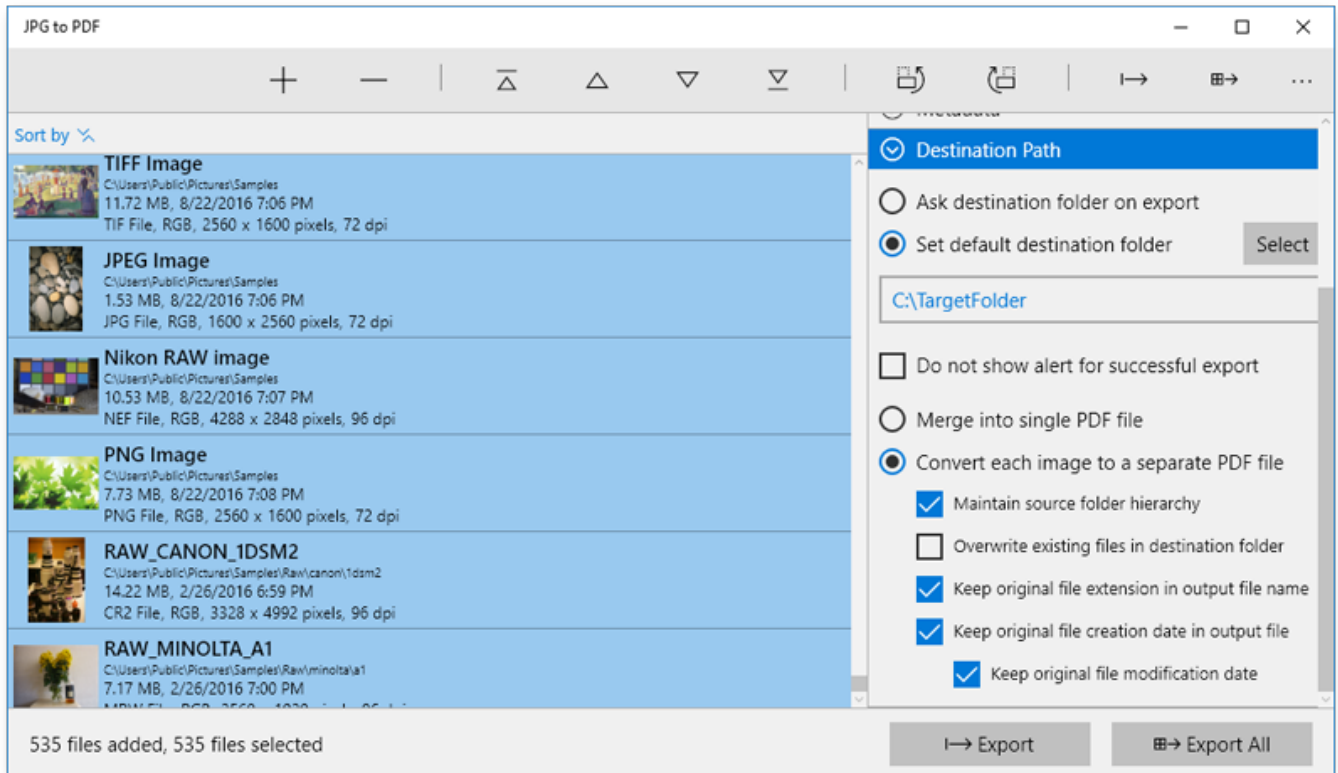 JPG to PDF
Sort by
TIFF Image
C:\Users\Public\Pictures\Samples
11.72 MB, 8/22/2016 7:06 PM
TIF File, RGB, 2560 x 1600 pixels, 72 dpi
JPEG Image
C:\Users\Public\Pictures\Samples
1.53 MB, 8/22/2016 7:06 PM
JPG File, RGB, 1600 x 2560 pixels, 72 dpi
Nikon RAW image
C:\Users\Public\Pictures\Samples
10.53 MB, 8/22/2016 7:07 PM
NEF File, RGB, 4288 x 2848 pixels, 96 dpi
PNG Image
C:\Users\Public\Pictures\Samples
7.73 MB, 8/22/2016 7:08 PM
PNG File, RGB, 2560 x 1600 pixels, 72 dpi
RAW_CANON_1DSM2
C:\Users\Public\Pictures\Samples\Raw\canon\1dsm2
14.22 MB, 2/26/2016 6:59 PM
CR2 File, RGB, 3328 x 4992 pixels, 96 dpi
RAW_MINOLTA_A1
C:\Users\Public\Pictures\Samples\Raw\minolta\a1
7.17 MB, 2/26/2016 7:00 PM
Metadata
Destination Path
Ask destination folder on export
Set default destination folder
Select
C:\TargetFolder
Do not show alert for successful export
Merge into single PDF file
Convert each image to a separate PDF file
Maintain source folder hierarchy
Overwrite existing files in destination folder
Keep original file extension in output file name
Keep original file creation date in output file
Keep original file modification date
535 files added, 535 files selected
Export
Export All